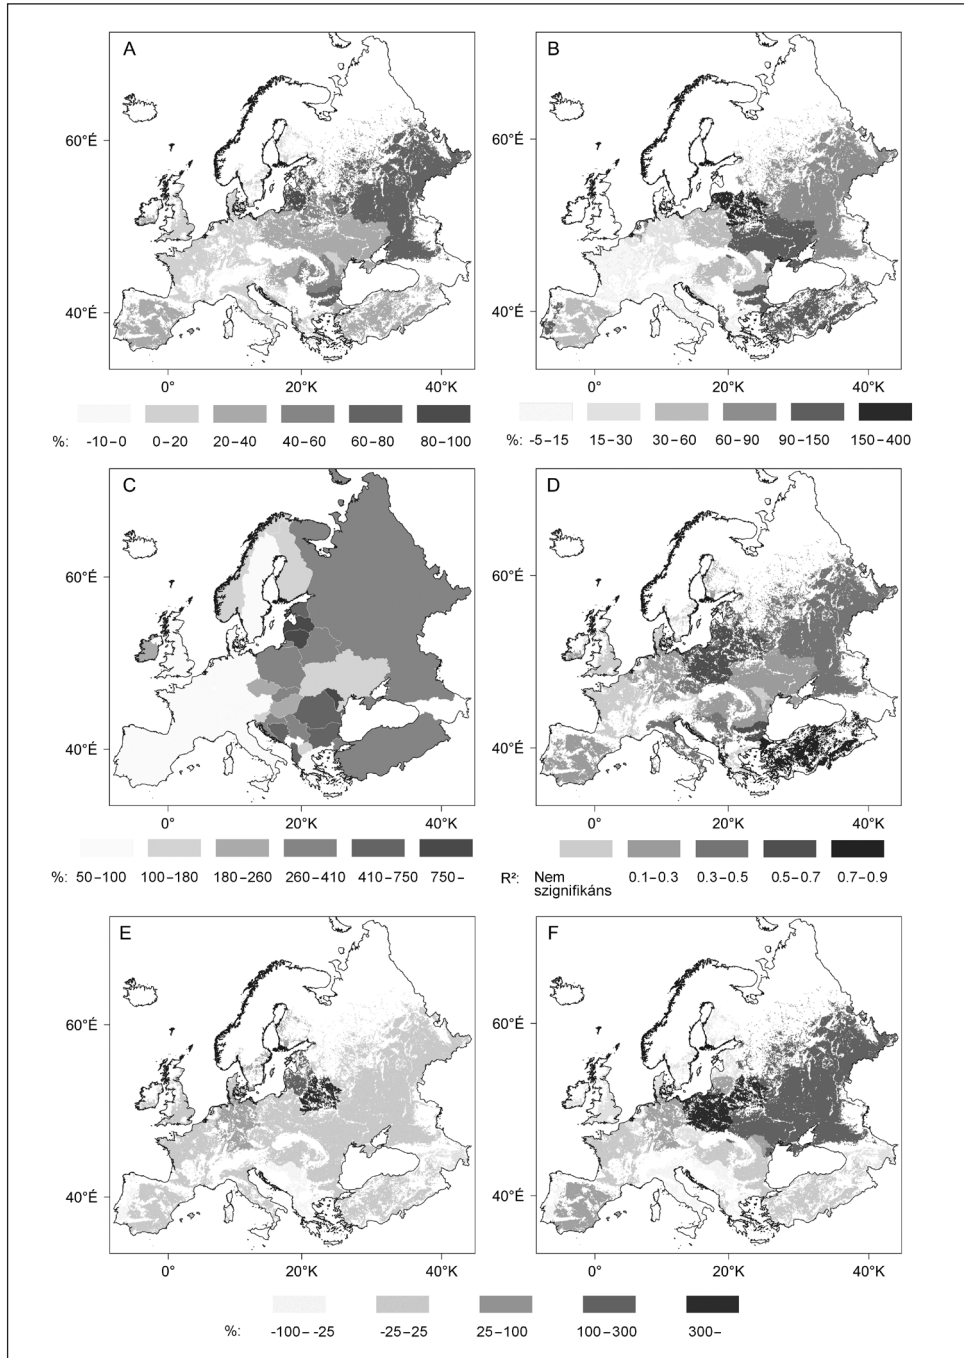 A
B
60°É
60°É
40°É
40°É
0°
20°K
40°K
0°
20°K
40°K
%: -10–0 0–20 20–40 40–60 60–80 80–100
%: -5–15 15–30 30–60 60–90 90–150 150–400
C
D
60°É
60°É
40°É
40°É
0°
20°K
40°K
0°
20°K
40°K
%: 50–100 100–180 180–260 260–410 410–750 750–
R²: Nem szignifikáns 0.1–0.3 0.3–0.5 0.5–0.7 0.7–0.9
E
F
60°É
60°É
40°É
40°É
0°
20°K
40°K
0°
20°K
40°K
%: -100– -25 -25–25 25–100 100–300 300–